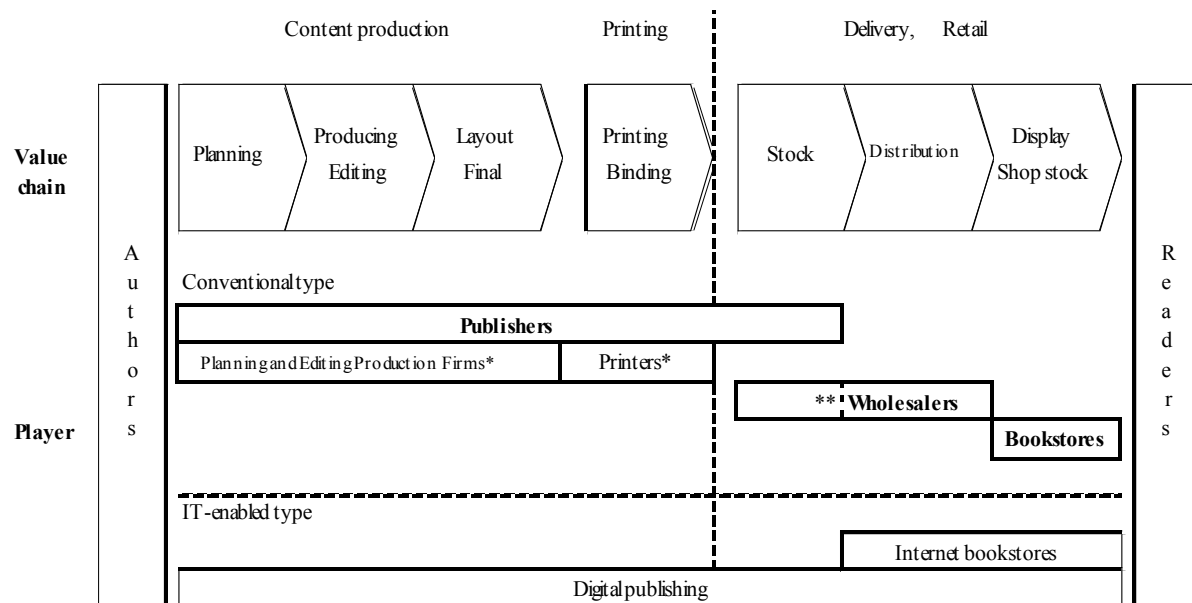 Content production Printing Delivery, Retail
Value chain
Planning
Producing Editing
Layout Final
Printing Binding
Stock
Distribution
Display Shop stock
Authors
Readers
Player
Conventional type
Publishers
Planning and Editing Production Firms*
Printers*
** Wholesalers
Bookstores
IT-enabled type
Internet bookstores
Digital publishing